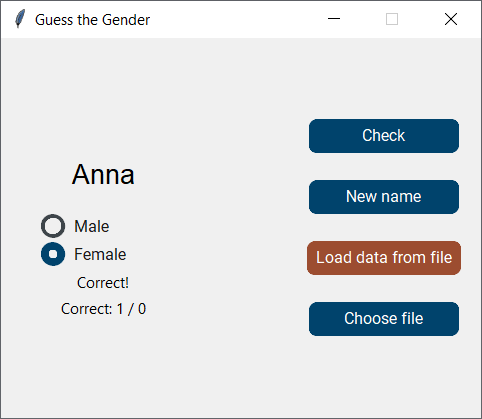 Guess the Gender
Check
Anna
New name
Male
Female
Load data from file
Correct!
Correct: 1 / 0
Choose file